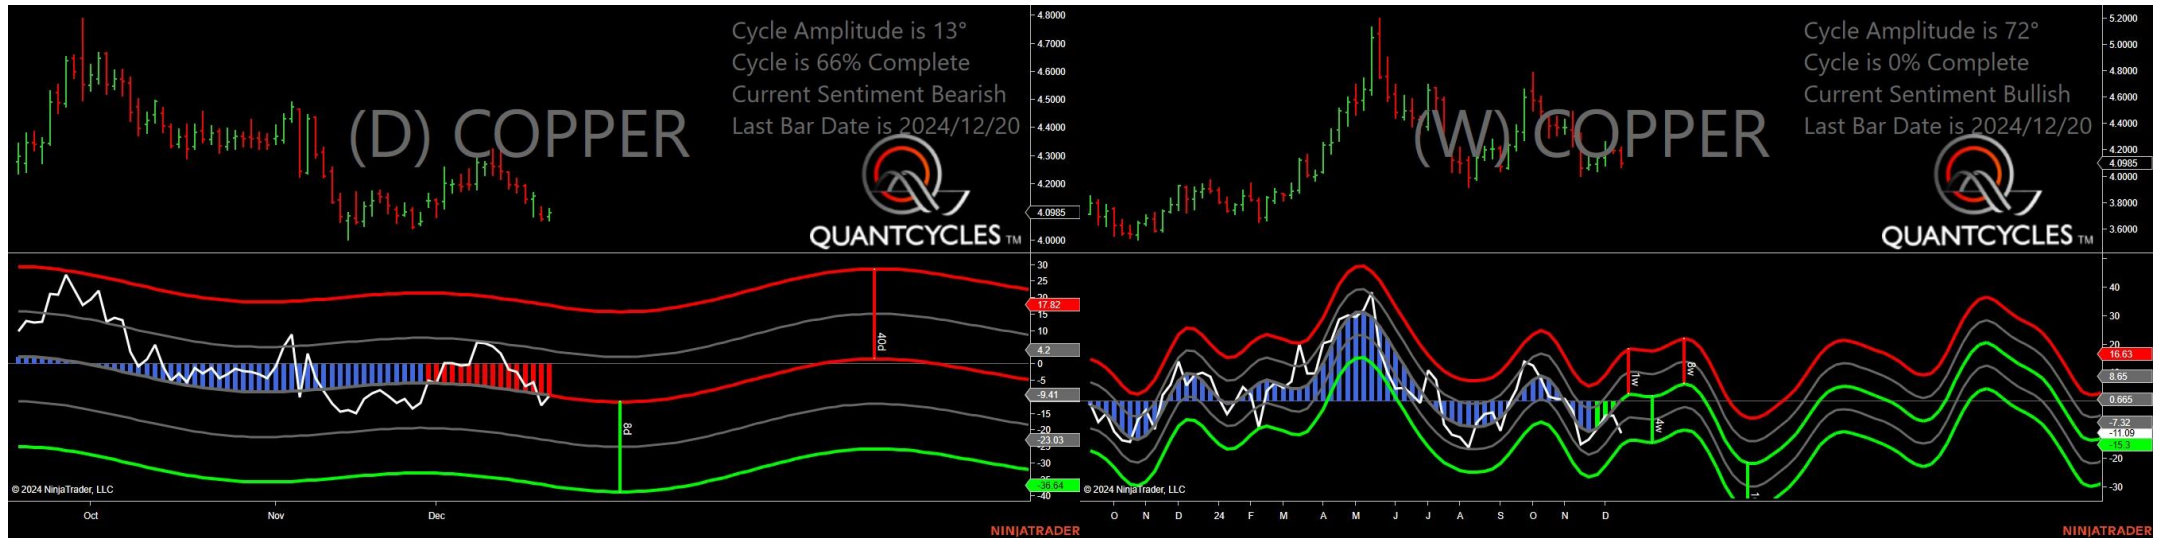 Cycle Amplitude is 13°
Cycle is 66% Complete
Current Sentiment Bearish
Last Bar Date is 2024/12/20
(D) COPPER
QUANTCYCLES TM
4.8000
4.7000
4.6000
4.5000
4.4000
4.3000
4.2000
4.0985
4.0000
30
25
20
17.82
15
10
4.2
0
-5
-9.41
-15
-20
-23.03
-25
-30
-36.64
-40
40d
8d
© 2024 NinjaTrader, LLC
Oct Nov Dec
NINJATRADER
Cycle Amplitude is 72°
Cycle is 0% Complete
Current Sentiment Bullish
Last Bar Date is 2024/12/20
(W) COPPER
QUANTCYCLES TM
5.2000
5.0000
4.8000
4.6000
4.4000
4.2000
4.0985
4.0000
3.8000
3.6000
40
30
20
16.63
8.65
0.665
-7.32
-11.09
-15.3
-20
-30
1w
8w
4w
© 2024 NinjaTrader, LLC
O N D 24 F M A M J J A S O N D
NINJATRADER